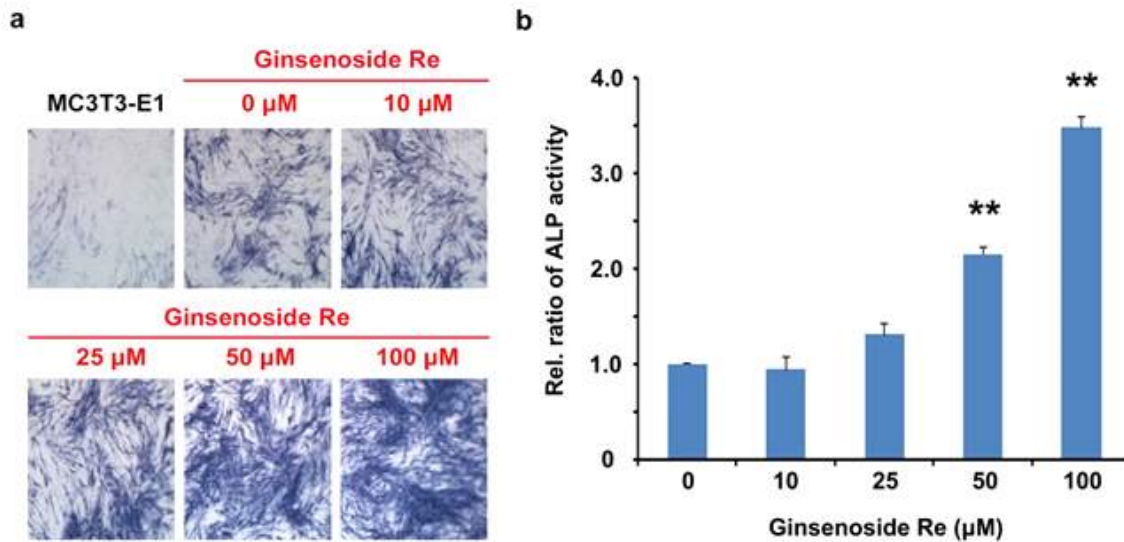 a
Ginsenoside Re
MC3T3-E1 0 µM 10 µM
Ginsenoside Re
25 µM 50 µM 100 µM
b
Rel. ratio of ALP activity
4.0
3.0
2.0
1.0
0
**
**
0 10 25 50 100
Ginsenoside Re (µM)